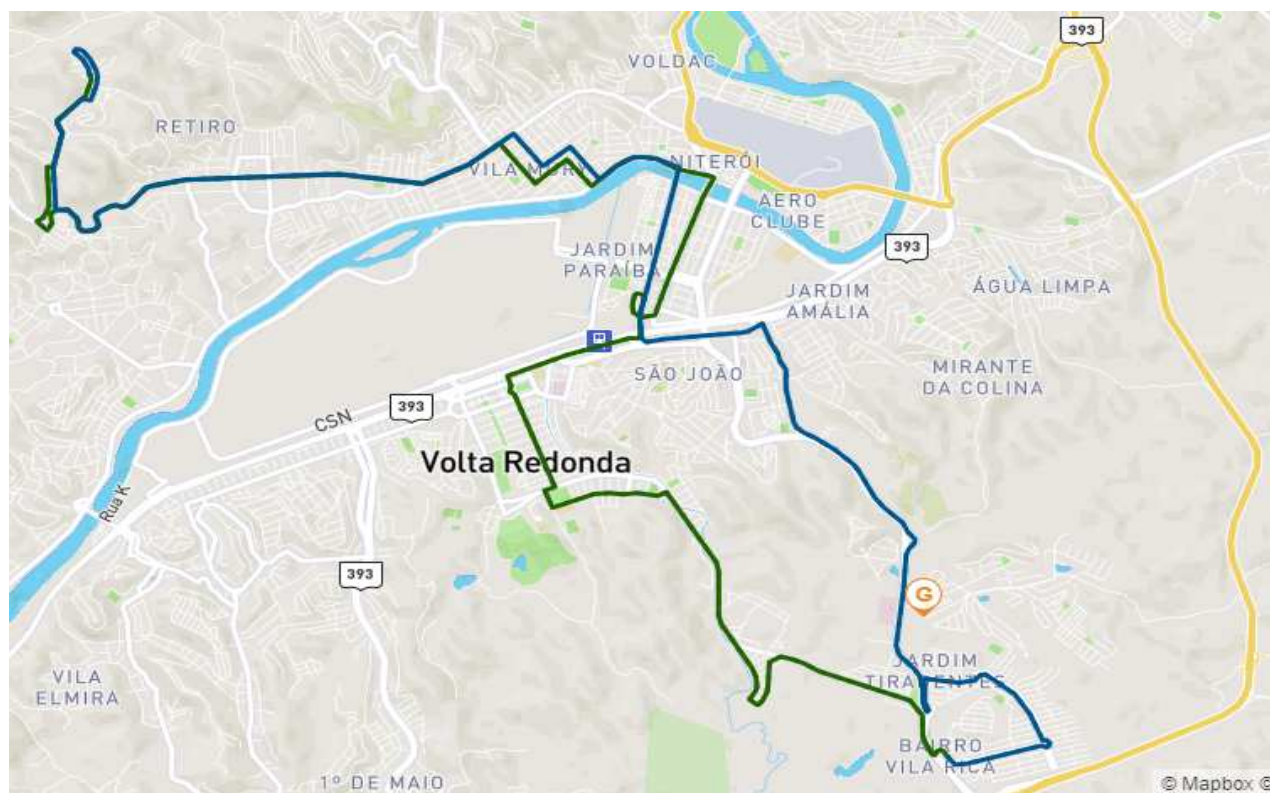 393
VOLDAC
RETIRO
VILA MURY
NITERÓI
AERO
CLUBE
393
JARDIM
PARAÍBA
ÁGUA LIMPA
JARDIM
AMÁLIA
MIRANTE
DA COLINA
SÃO JOÃO
393
CSN
Volta Redonda
Rua K
393
G
JARDIM
TIRADENTES
VILA
ELMIRA
BAIRRO
VILA RICA
1º DE MAIO
© Mapbox ©